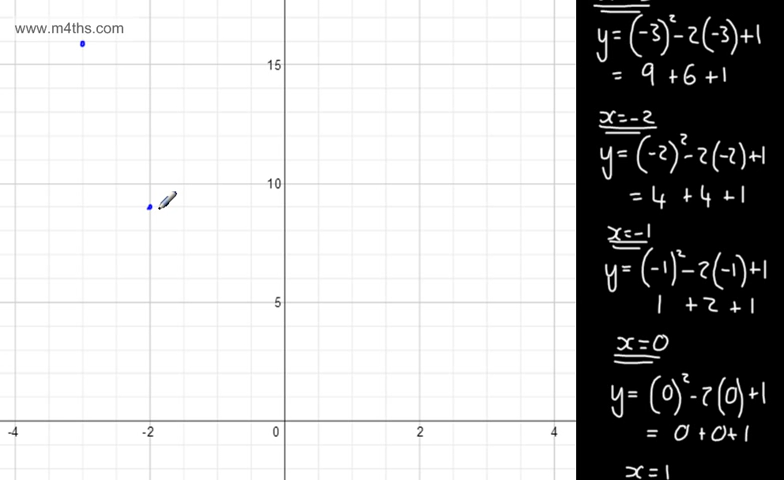 www.m4ths.com
15
10
5
-4
-2
0
2
4
y=(-3)²-2(-3)+1
= 9 +6 +1
x=-2
y=(-2)²-2(-2)+1
= 4 +4 +1
x=-1
y=(-1)²-2(-1)+1
1 +2 +1
x=0
y=(0)²-2(0)+1
= 0+0+1
x=1